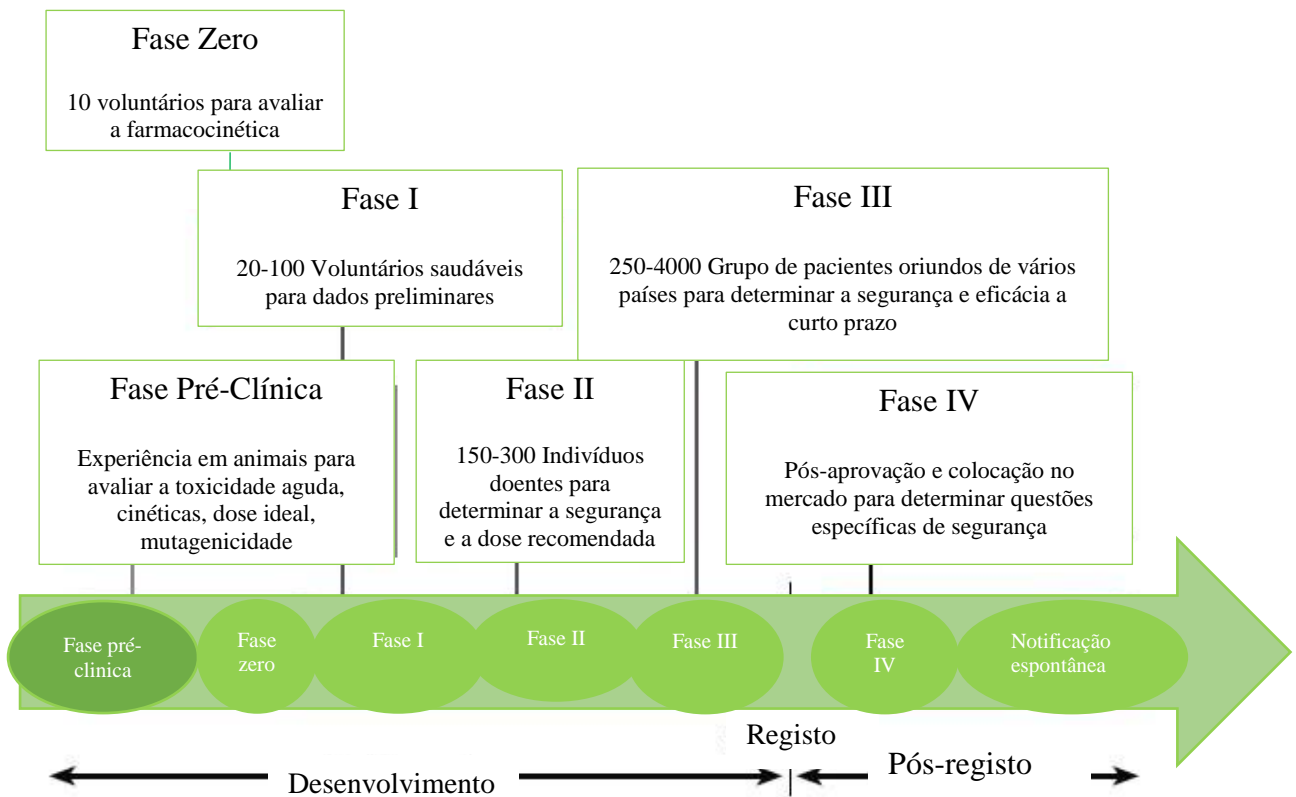 Fase Zero
10 voluntários para avaliar
a farmacocinética
Fase I
20-100 Voluntários saudáveis
para dados preliminares
Fase III
250-4000 Grupo de pacientes oriundos de vários
países para determinar a segurança e eficácia a
curto prazo
Fase Pré-Clínica
Experiência em animais para
avaliar a toxicidade aguda,
cinéticas, dose ideal,
mutagenicidade
Fase II
150-300 Indivíduos
doentes para
determinar a segurança
e a dose recomendada
Fase IV
Pós-aprovação e colocação no
mercado para determinar questões
específicas de segurança
Fase pré-
clinica
Fase
zero
Fase I
Fase II
Fase III
Fase
IV
Notificação
espontânea
Registo
Desenvolvimento
Pós-registo